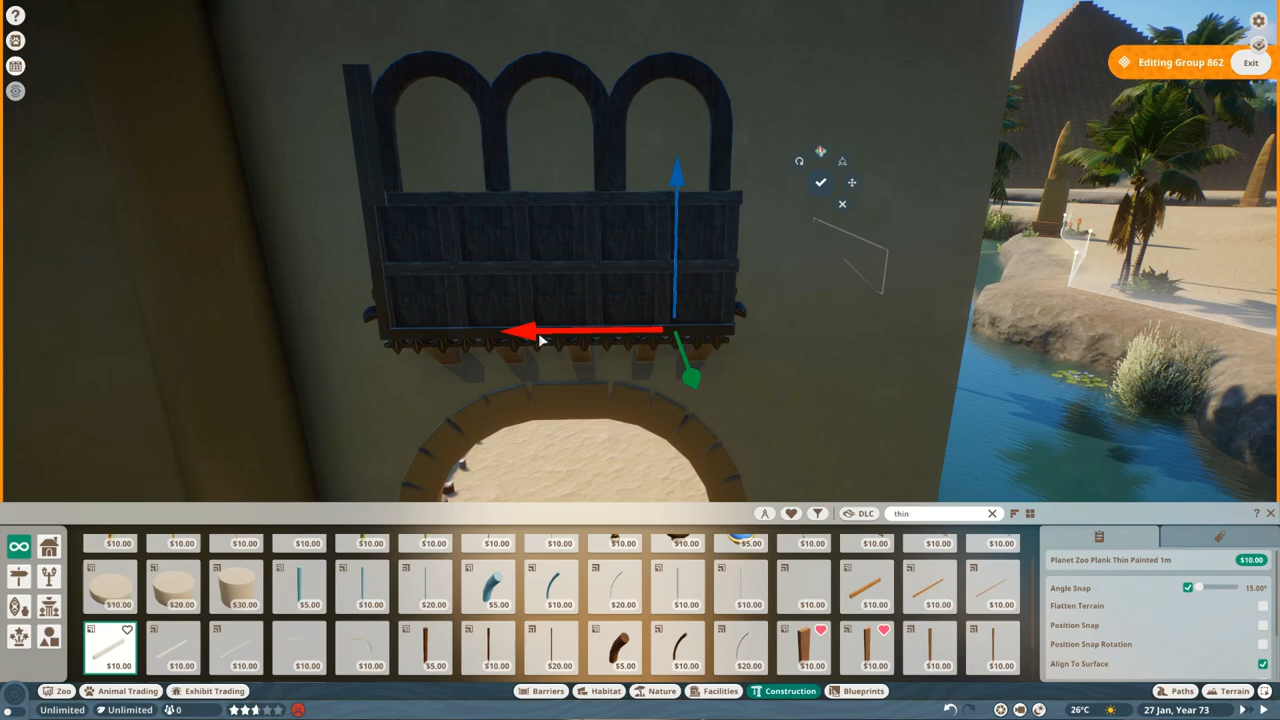 ?
Editing Group 862
Exit
DLC
thin
?
$10.00 $10.00 $10.00 $10.00 $10.00 $10.00 $10.00 $10.00 $10.00 $10.00 $5.00 $10.00 $10.00 $10.00 $10.00
Planet Zoo Plank Thin Painted 1m $10.00
$10.00 $20.00 $30.00 $5.00 $10.00 $20.00 $5.00 $10.00 $20.00 $10.00 $10.00 $10.00 $10.00 $10.00 $10.00
Angle Snap 15.00°
Flatten Terrain
Position Snap
Position Snap Rotation
$10.00 $10.00 $10.00 $10.00 $10.00 $5.00 $10.00 $20.00 $5.00 $10.00 $20.00 $10.00 $10.00 $10.00 $10.00
Align To Surface
Zoo Animal Trading Exhibit Trading Barriers Habitat Nature Facilities Construction Blueprints Paths Terrain
Unlimited Unlimited 0 26°C 27 Jan, Year 73